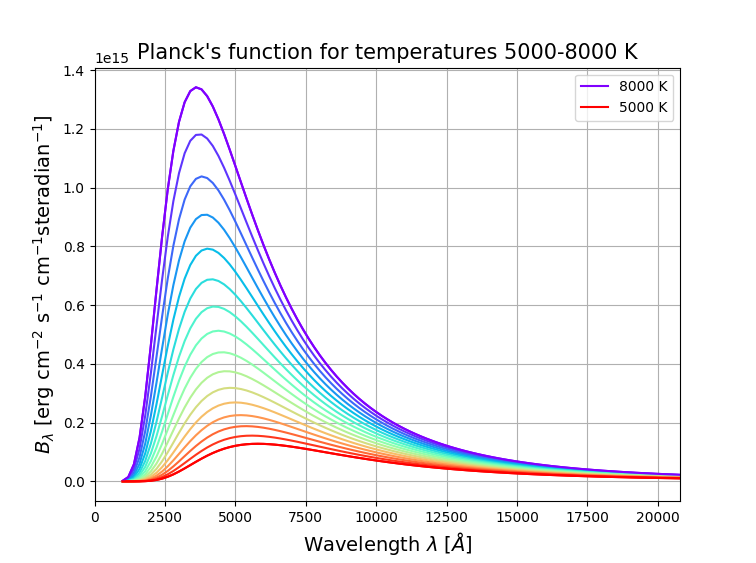 Planck's function for temperatures 5000-8000 K
1e15
8000 K
5000 K
1.4
1.2
1.0
0.8
0.6
0.4
0.2
0.0
B_λ [erg cm⁻² s⁻¹ cm⁻¹steradian⁻¹]
0 2500 5000 7500 10000 12500 15000 17500 20000
Wavelength λ [Å]